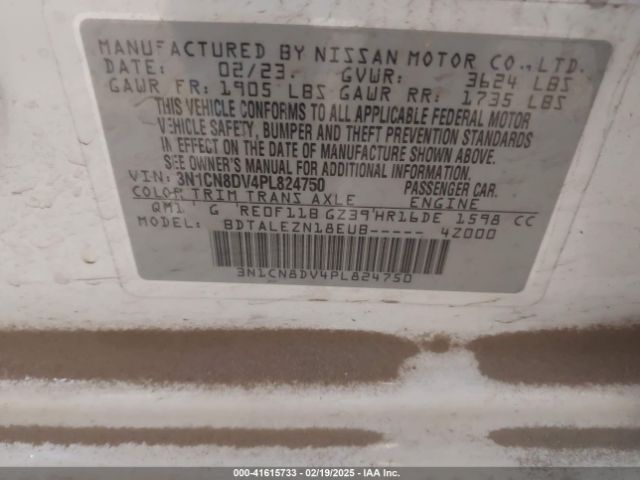 MANUFACTURED BY NISSAN MOTOR CO., LTD.
DATE: 02/23. GVWR: 3624 LBS
GAWR FR: 1905 LBS GAWR RR: 1735 LBS
THIS VEHICLE CONFORMS TO ALL APPLICABLE FEDERAL MOTOR
VEHICLE SAFETY, BUMPER AND THEFT PREVENTION STANDARDS
IN EFFECT ON THE DATE OF MANUFACTURE SHOWN ABOVE.
SEE OWNER'S MANUAL FOR ADDITIONAL INFORMATION.
VIN: 3N1CN8DV4PL824750 PASSENGER CAR.
COLOR TRIM TRANS AXLE ENGINE
QM1 G RE0F11B GZ39 HR16DE 1598 CC
MODEL: BDTALEZN18EUB----- 4Z000
3N1CN8DV4PL824750
000-41615733 - 02/19/2025 - IAA Inc.